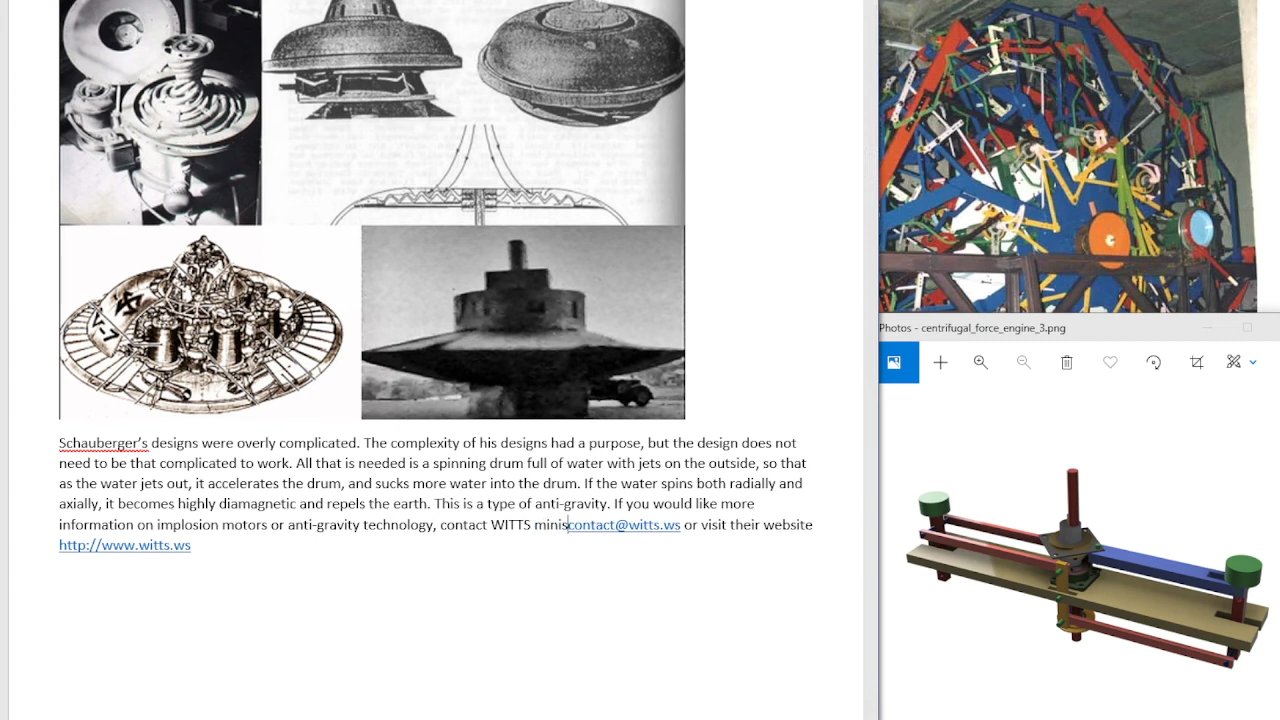 V-7
Schauberger's designs were overly complicated. The complexity of his designs had a purpose, but the design does not
need to be that complicated to work. All that is needed is a spinning drum full of water with jets on the outside, so that
as the water jets out, it accelerates the drum, and sucks more water into the drum. If the water spins both radially and
axially, it becomes highly diamagnetic and repels the earth. This is a type of anti-gravity. If you would like more
information on implosion motors or anti-gravity technology, contact WITTS miniscontact@witts.ws or visit their website
http://www.witts.ws
Photos - centrifugal_force_engine_3.png